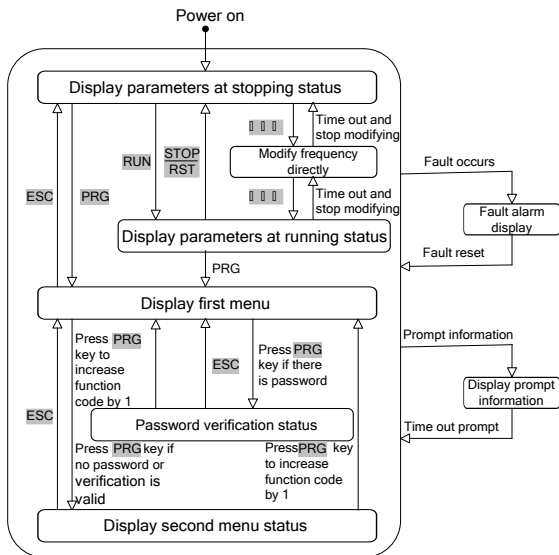 Power on
Display parameters at stopping status
Time out and
stop modifying
RUN
STOP
RST
Modify frequency
directly
Fault occurs
ESC
PRG
Time out and
stop modifying
Fault alarm
display
Display parameters at running status
Fault reset
PRG
Display first menu
Press PRG
key to
increase
function
code by 1
ESC
Press PRG
key if there
is password
Prompt information
ESC
Display prompt
information
Password verification status
Time out prompt
Press PRG key if
no password or
verification is
valid
Press PRG key
to increase
function code
by 1
Display second menu status